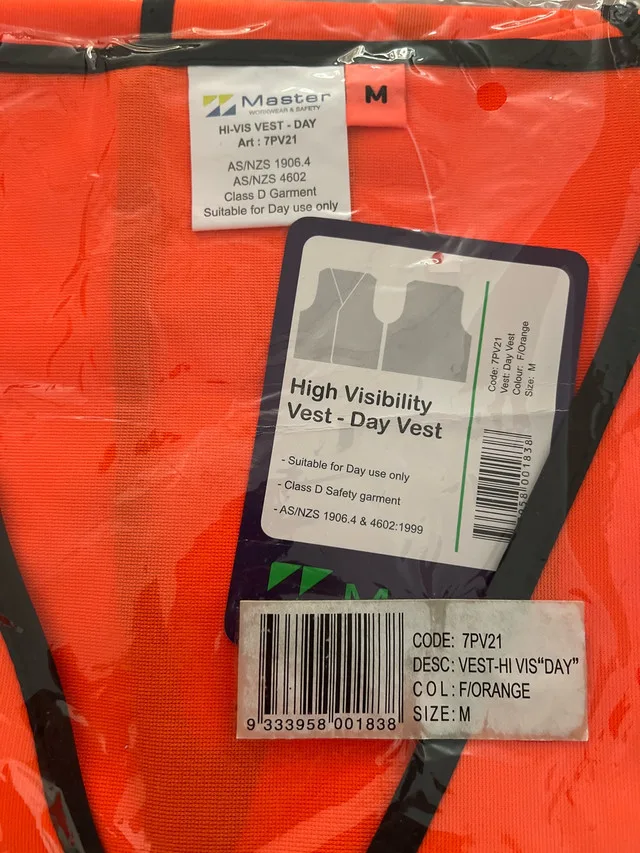 Master
WORKWEAR & SAFETY
HI-VIS VEST - DAY
Art : 7PV21
AS/NZS 1906.4
AS/NZS 4602
Class D Garment
Suitable for Day use only
M
High Visibility
Vest - Day Vest
- Suitable for Day use only
- Class D Safety garment
- AS/NZS 1906.4 & 4602:1999
Code: 7PV21
Vest: Day Vest
Colour: F/Orange
Size: M
958 001838
CODE: 7PV21
DESC: VEST-HI VIS“DAY”
COL: F/ORANGE
SIZE: M
9 333958 001838